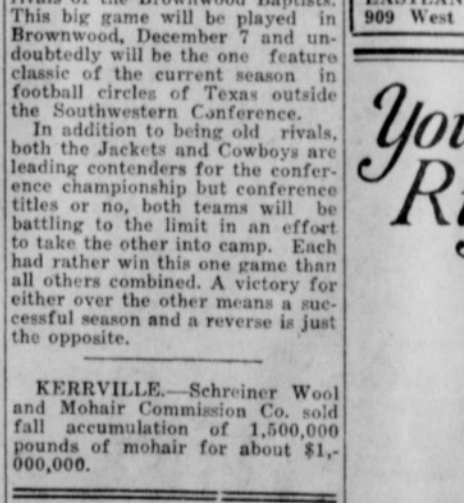 rivals of the Brownwood Baptists.
This big game will be played in
Brownwood, December 7 and un-
doubtedly will be the one feature
classic of the current season in
football circles of Texas outside
the Southwestern Conference.
In addition to being old rivals,
both the Jackets and Cowboys are
leading contenders for the confer-
ence championship but conference
titles or no, both teams will be
battling to the limit in an effort
to take the other into camp. Each
had rather win this one game than
all others combined. A victory for
either over the other means a suc-
cessful season and a reverse is just
the opposite.
KERRVILLE.—Schreiner Wool
and Mohair Commission Co. sold
fall accumulation of 1,500,000
pounds of mohair for about $1,-
000,000.
909 West